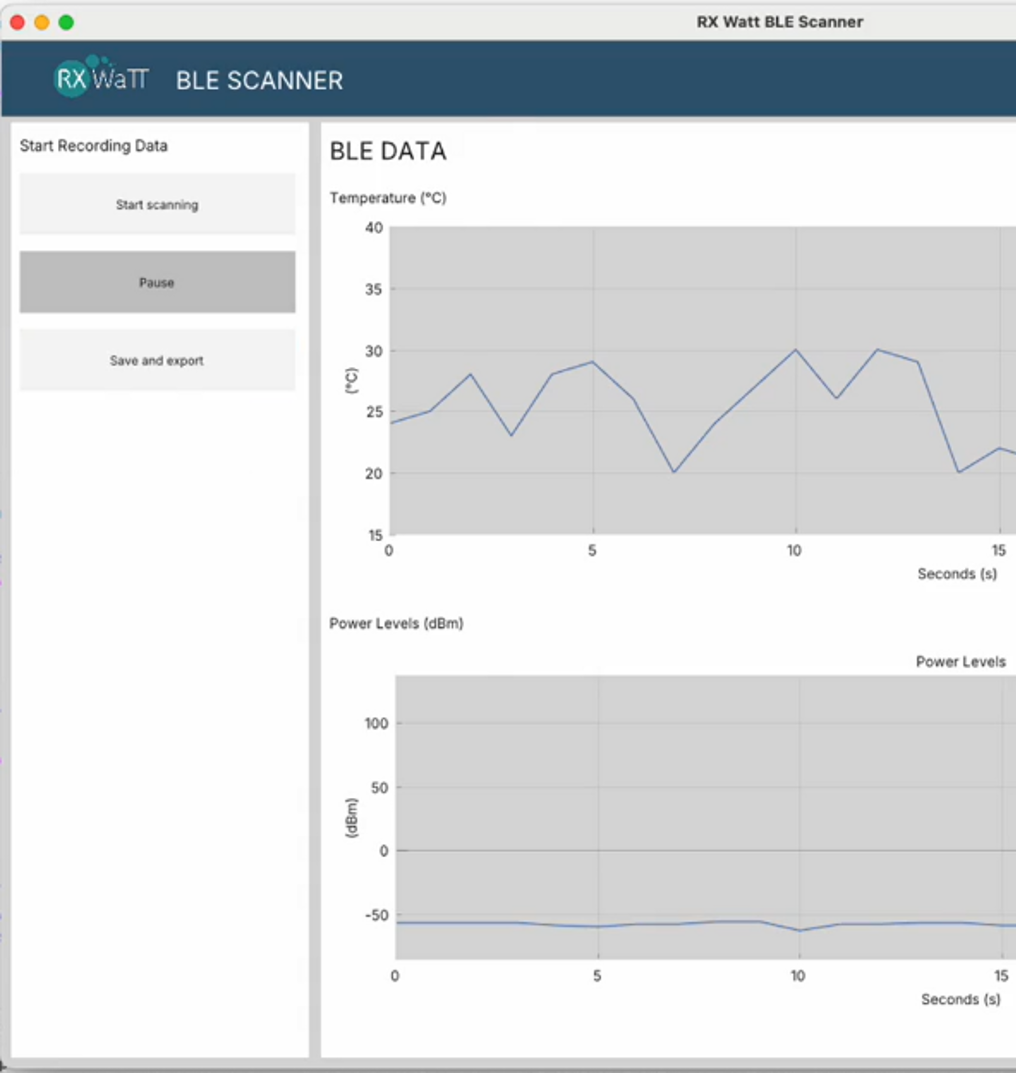 RX Watt BLE Scanner
RX WaTT BLE SCANNER
Start Recording Data
Start scanning
Pause
Save and export
BLE DATA
Temperature (°C)
40
35
30
25
20
15
(°C)
0 5 10 15
Seconds (s)
Power Levels (dBm)
Power Levels
100
50
0
-50
(dBm)
0 5 10 15
Seconds (s)